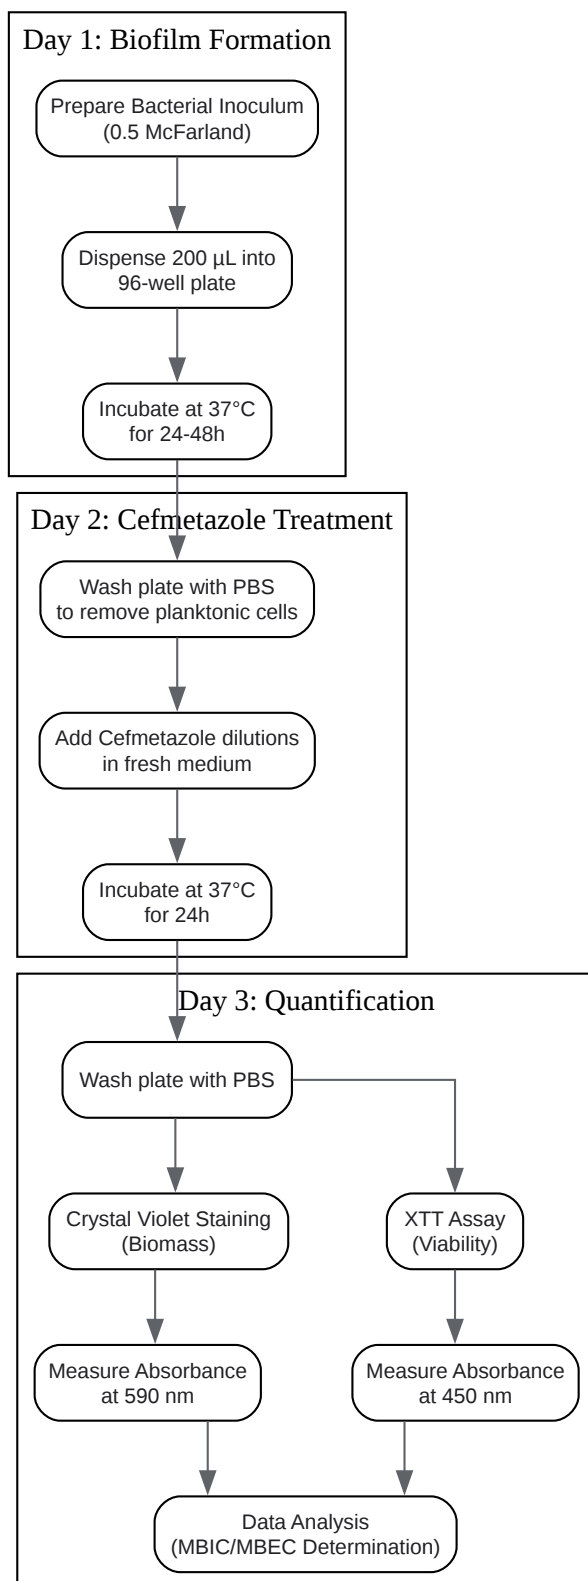 Day 1: Biofilm Formation
Prepare Bacterial Inoculum
(0.5 McFarland)
Dispense 200 µL into
96-well plate
Incubate at 37°C
for 24-48h
Day 2: Cefmetazole Treatment
Wash plate with PBS
to remove planktonic cells
Add Cefmetazole dilutions
in fresh medium
Incubate at 37°C
for 24h
Day 3: Quantification
Wash plate with PBS
Crystal Violet Staining
(Biomass)
XTT Assay
(Viability)
Measure Absorbance
at 590 nm
Measure Absorbance
at 450 nm
Data Analysis
(MBIC/MBEC Determination)